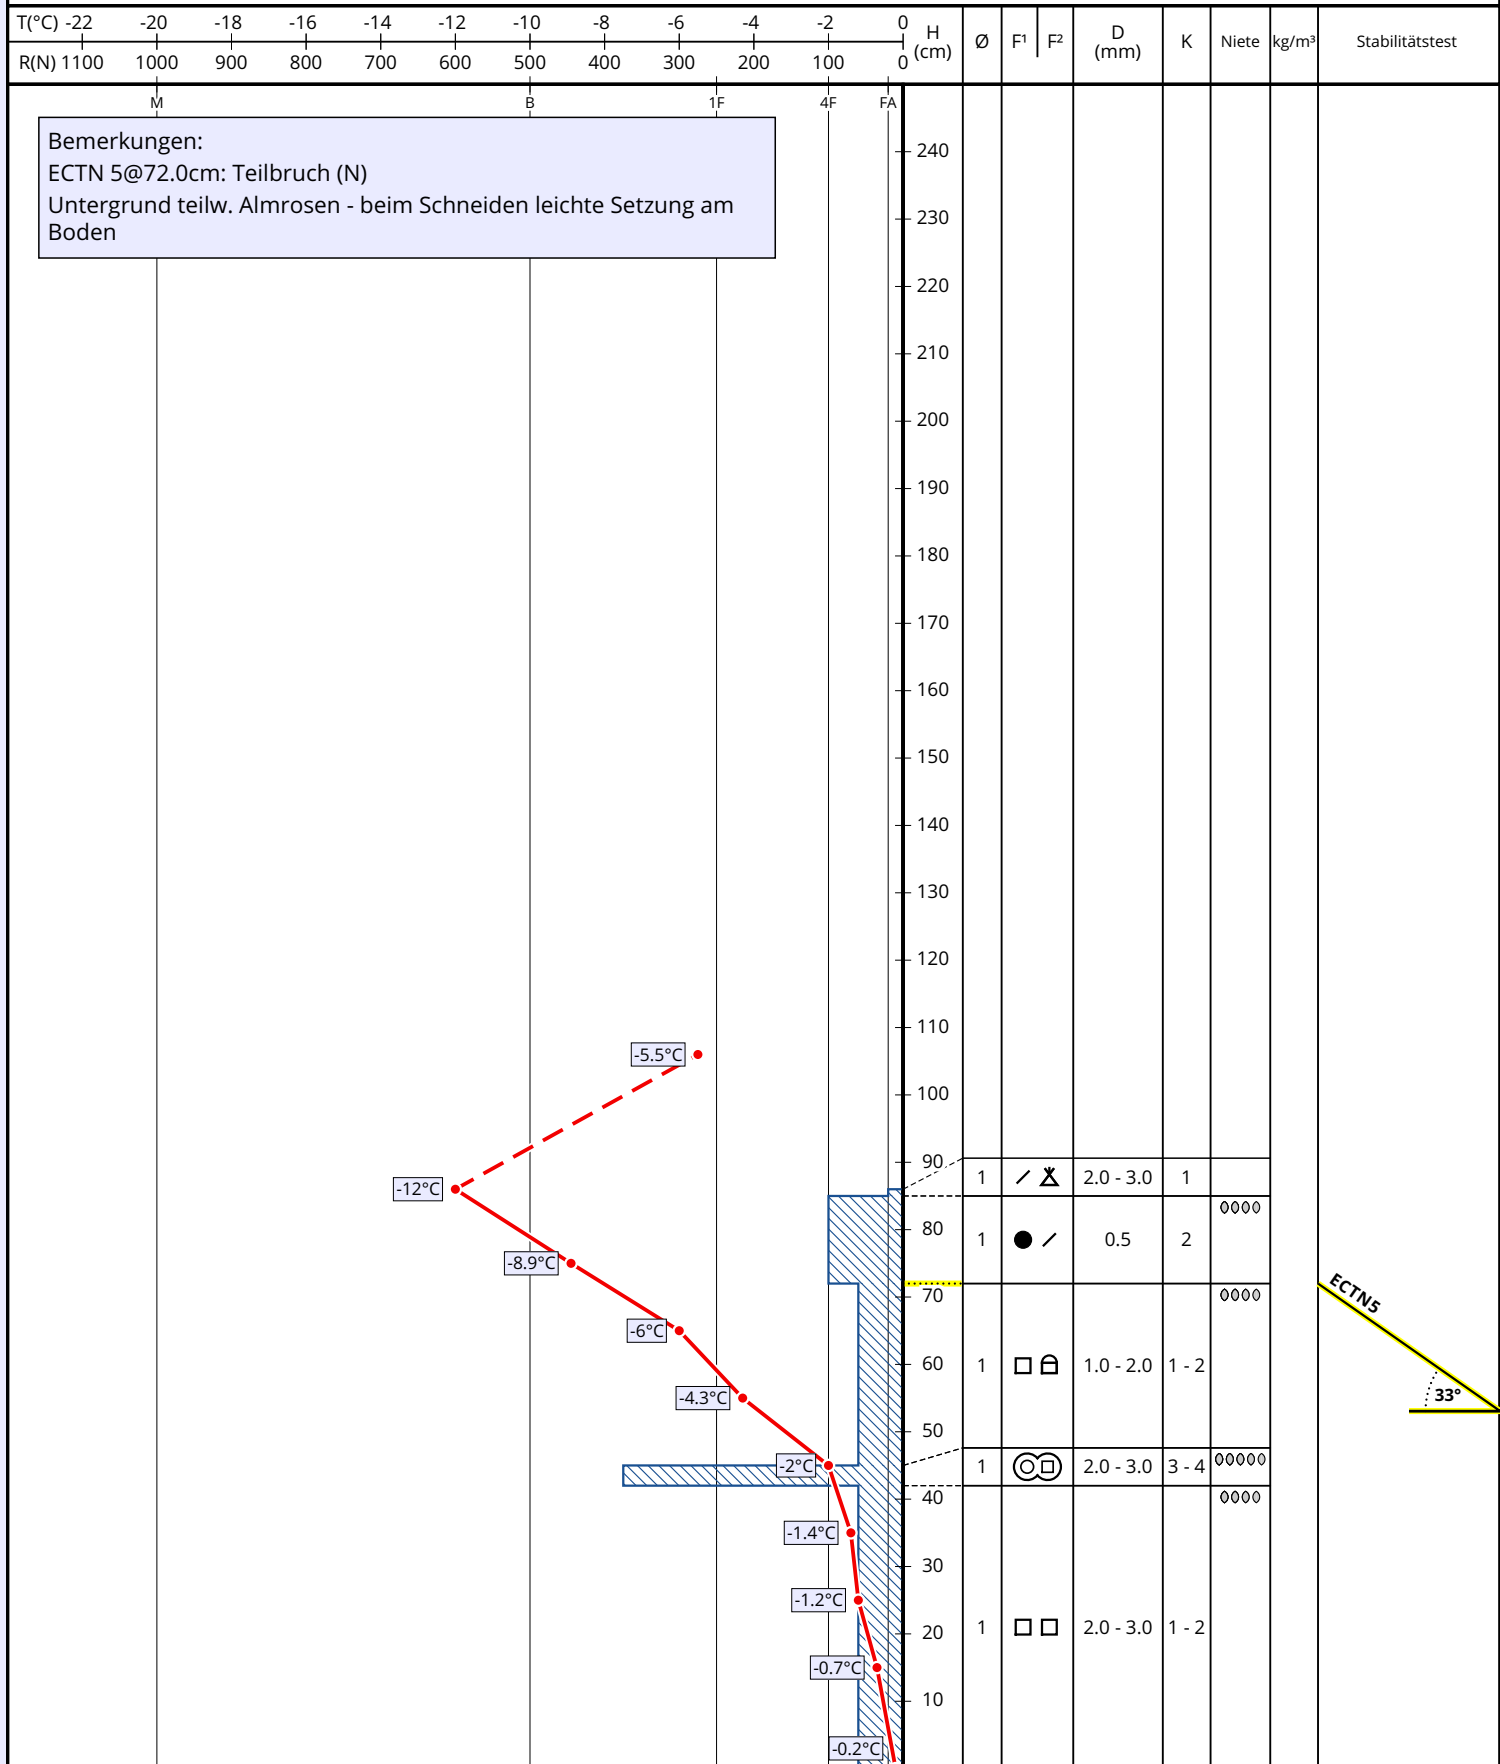 T(°C) -22 -20 -18 -16 -14 -12 -10 -8 -6 -4 -2 0
R(N) 1100 1000 900 800 700 600 500 400 300 200 100 0
H (cm) Ø F¹ F² D (mm) K Niete kg/m³ Stabilitätstest
M B 1F 4F FA
Bemerkungen:
ECTN 5@72.0cm: Teilbruch (N)
Untergrund teilw. Almrosen - beim Schneiden leichte Setzung am
Boden
240
230
220
210
200
190
180
170
160
150
140
130
120
110
-5.5°C
100
90
1 2.0 - 3.0 1
-12°C
80
1 0.5 2
-8.9°C
70
ECTN5
-6°C
60
1 1.0 - 2.0 1 - 2
-4.3°C
33°
50
-2°C
1 2.0 - 3.0 3 - 4
40
-1.4°C
30
-1.2°C
20
1 2.0 - 3.0 1 - 2
-0.7°C
10
-0.2°C